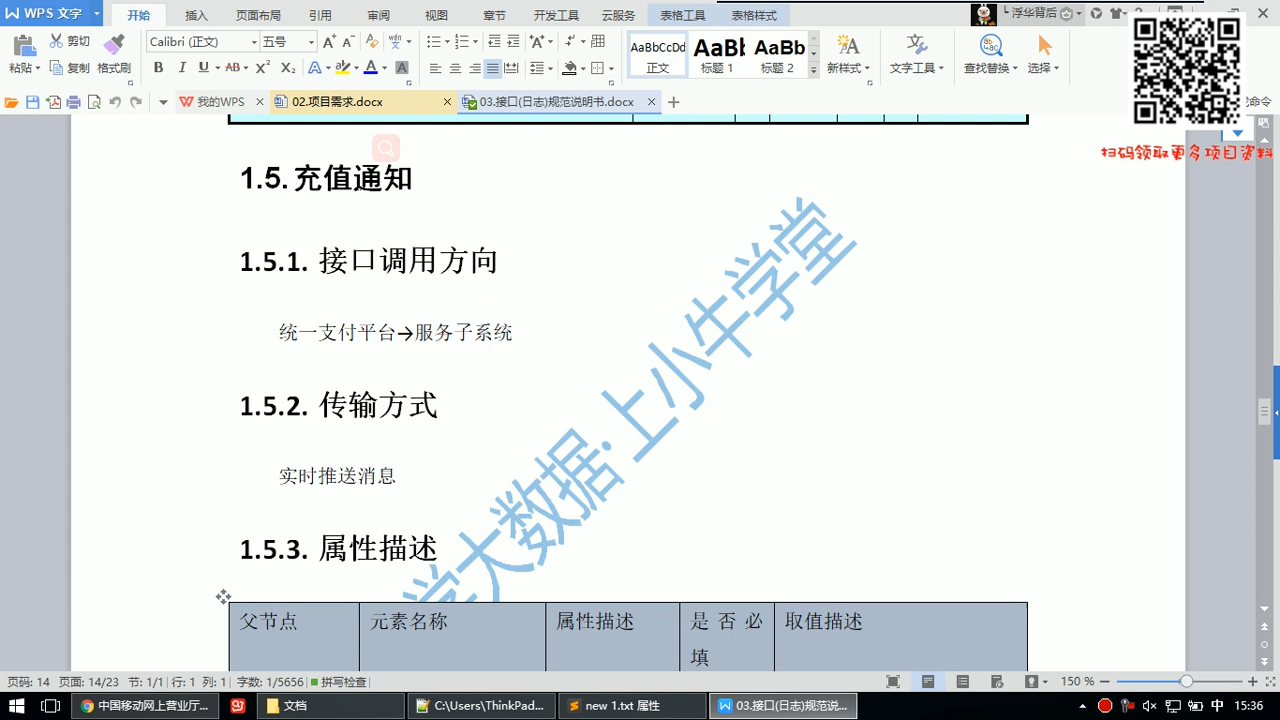 WPS 文字
开始
插入
页面布局
引用
审阅
视图
章节
开发工具
云服务
表格工具
表格样式
浮华背后
粘贴
剪切
复制
格式刷
Calibri (正文)
五号
AaBbCcDd
正文
AaBb
标题 1
AaBb
标题 2
新样式
文字工具
查找替换
选择
我的WPS
02.项目需求.docx
03.接口(日志)规范说明书.docx
扫码领取更多项目资料
1.5. 充值通知
1.5.1. 接口调用方向
统一支付平台→服务子系统
1.5.2. 传输方式
实时推送消息
1.5.3. 属性描述
学大数据·上小牛学堂
父节点
元素名称
属性描述
是否必填
取值描述
页码: 14 页面: 14/23 节: 1/1 行: 1 列: 1 字数: 1/5656 拼写检查
150 %
中国移动网上营业厅...
文档
C:\Users\ThinkPad...
new 1.txt 属性
03.接口(日志)规范说...
中
15:36